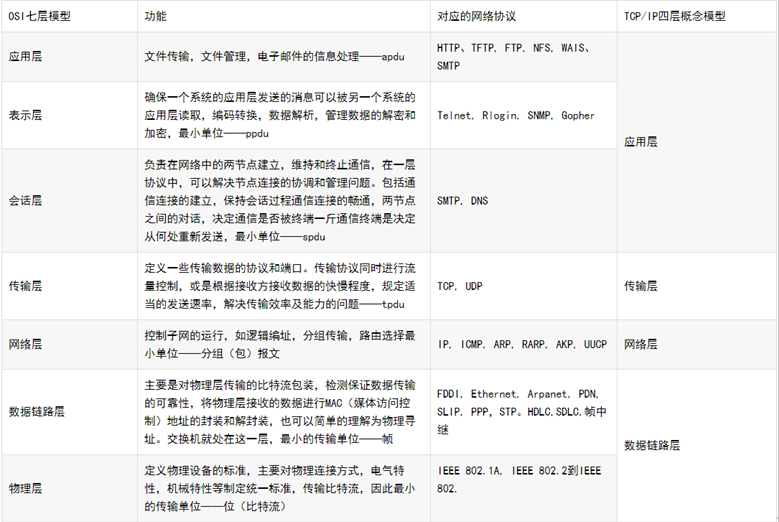 OSI七层模型
功能
对应的网络协议
TCP/IP四层概念模型
应用层
文件传输，文件管理，电子邮件的信息处理——apdu
HTTP、TFTP, FTP, NFS, WAIS、
SMTP
应用层
表示层
确保一个系统的应用层发送的消息可以被另一个系统的
应用层读取，编码转换，数据解析，管理数据的解密和
加密，最小单位——ppdu
Telnet, Rlogin, SNMP, Gopher
会话层
负责在网络中的两节点建立，维持和终止通信，在一层
协议中，可以解决节点连接的协调和管理问题。包括通
信连接的建立，保持会话过程通信连接的畅通，两节点
之间的对话，决定通信是否被终端一斤通信终端是决定
从何处重新发送，最小单位——spdu
SMTP, DNS
传输层
定义一些传输数据的协议和端口。传输协议同时进行流
量控制，或是根据接收方接收数据的快慢程度，规定适
当的发送速率，解决传输效率及能力的问题——tpdu
TCP, UDP
传输层
网络层
控制子网的运行，如逻辑编址，分组传输，路由选择最
小单位——分组（包）报文
IP, ICMP, ARP, RARP, AKP, UUCP
网络层
数据链路层
主要是对物理层传输的比特流包装，检测保证数据传输
的可靠性，将物理层接收的数据进行MAC（媒体访问控
制）地址的封装和解封装，也可以简单的理解为物理寻
址。交换机就处在这一层，最小的传输单位——帧
FDDI, Ethernet, Arpanet, PDN,
SLIP, PPP，STP。HDLC,SDLC,帧中
继
数据链路层
物理层
定义物理设备的标准，主要对物理连接方式，电气特
性，机械特性等制定统一标准，传输比特流，因此最小
的传输单位——位（比特流）
IEEE 802.1A, IEEE 802.2到IEEE
802.